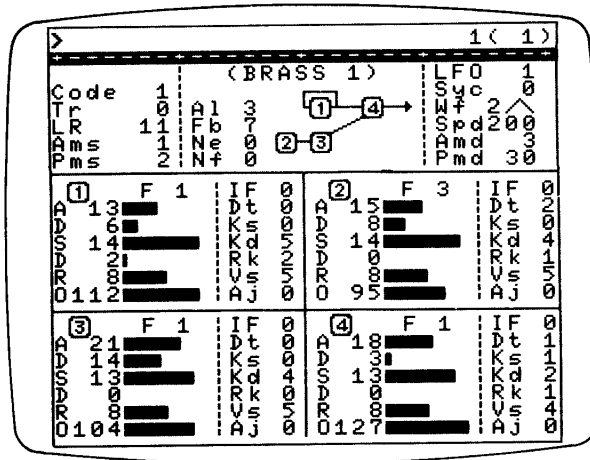 > 1( 1)
(BRASS 1)
Code 1
Tr 0
LR 11
Ams 1
Pms 2
Al 3
Fb 7
Ne 0
Nf 0
1 4
2 3
LFO 1
Syc 0
Wf 2
Spd200
Amd 3
Pmd 30
1 F 1
A 13
D 6
S 14
D 2
R 8
O112
IF 0
Dt 0
Ks 0
Kd 5
Rk 2
Vs 5
Aj 0
2 F 3
A 15
D 8
S 14
D 0
R 8
O 95
IF 0
Dt 2
Ks 0
Kd 4
Rk 1
Vs 5
Aj 0
3 F 1
A 21
D 14
S 13
D 0
R 8
O104
IF 0
Dt 0
Ks 0
Kd 4
Rk 0
Vs 5
Aj 0
4 F 1
A 18
D 3
S 13
D 0
R 8
O127
IF 0
Dt 1
Ks 1
Kd 2
Rk 1
Vs 4
Aj 0